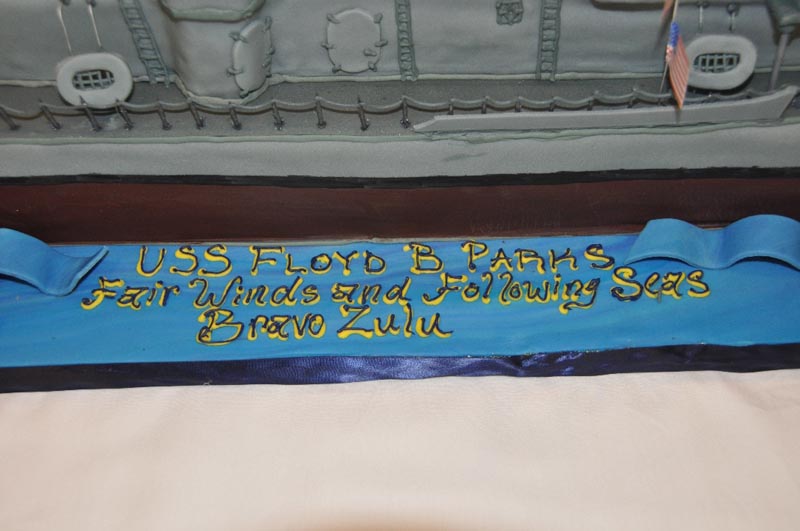 USS FLOYD B PARKS
Fair Winds and Following Seas
Bravo Zulu